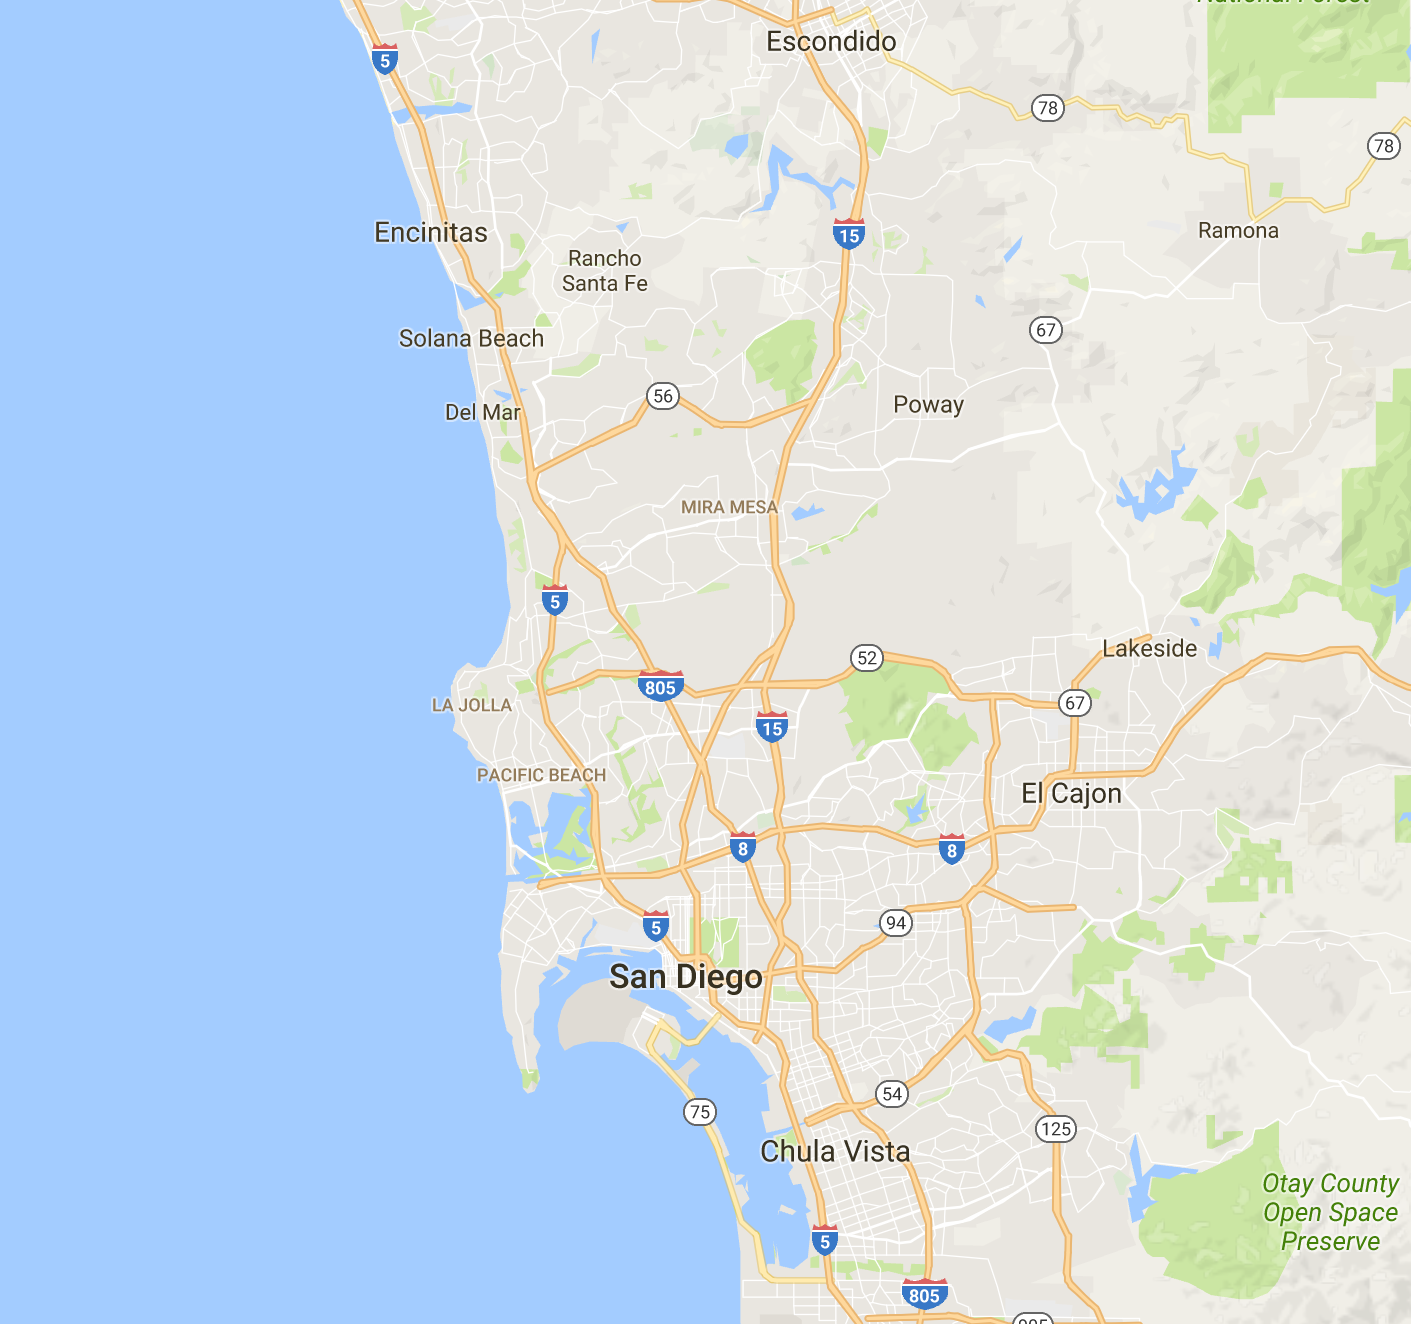 National Forest
Escondido
5
78
78
Encinitas
15
Ramona
Rancho
Santa Fe
67
Solana Beach
56
Poway
Del Mar
MIRA MESA
5
Lakeside
52
805
67
LA JOLLA
15
PACIFIC BEACH
El Cajon
8
8
94
5
San Diego
54
75
125
Chula Vista
Otay County
Open Space
Preserve
5
805